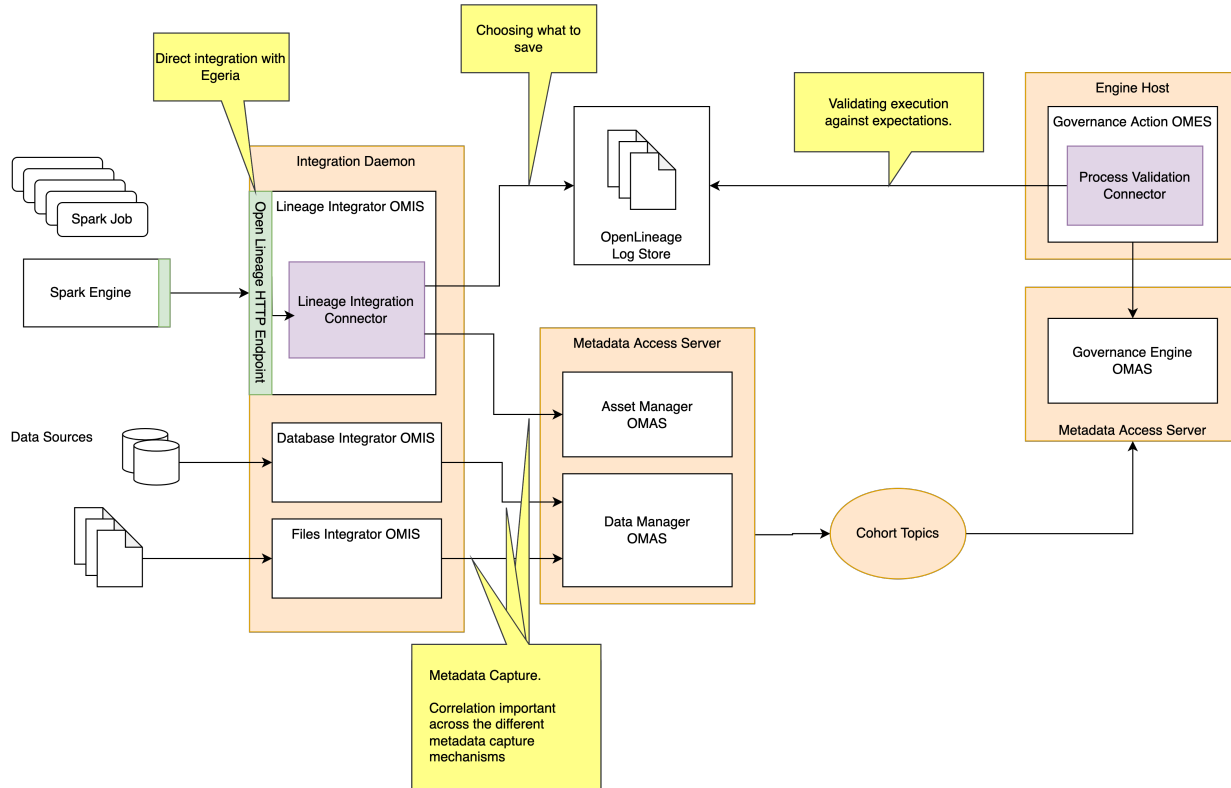 Choosing what to
save
Direct integration with
Egeria
Validating execution
against expectations.
Engine Host
Governance Action OMES
Process Validation
Connector
Integration Daemon
Lineage Integrator OMIS
Open Lineage HTTP Endpoint
Lineage Integration
Connector
Spark Job
Spark Engine
OpenLineage
Log Store
Metadata Access Server
Asset Manager
OMAS
Data Manager
OMAS
Governance Engine
OMAS
Metadata Access Server
Data Sources
Database Integrator OMIS
Files Integrator OMIS
Cohort Topics
Metadata Capture.
Correlation important
across the different
metadata capture
mechanisms